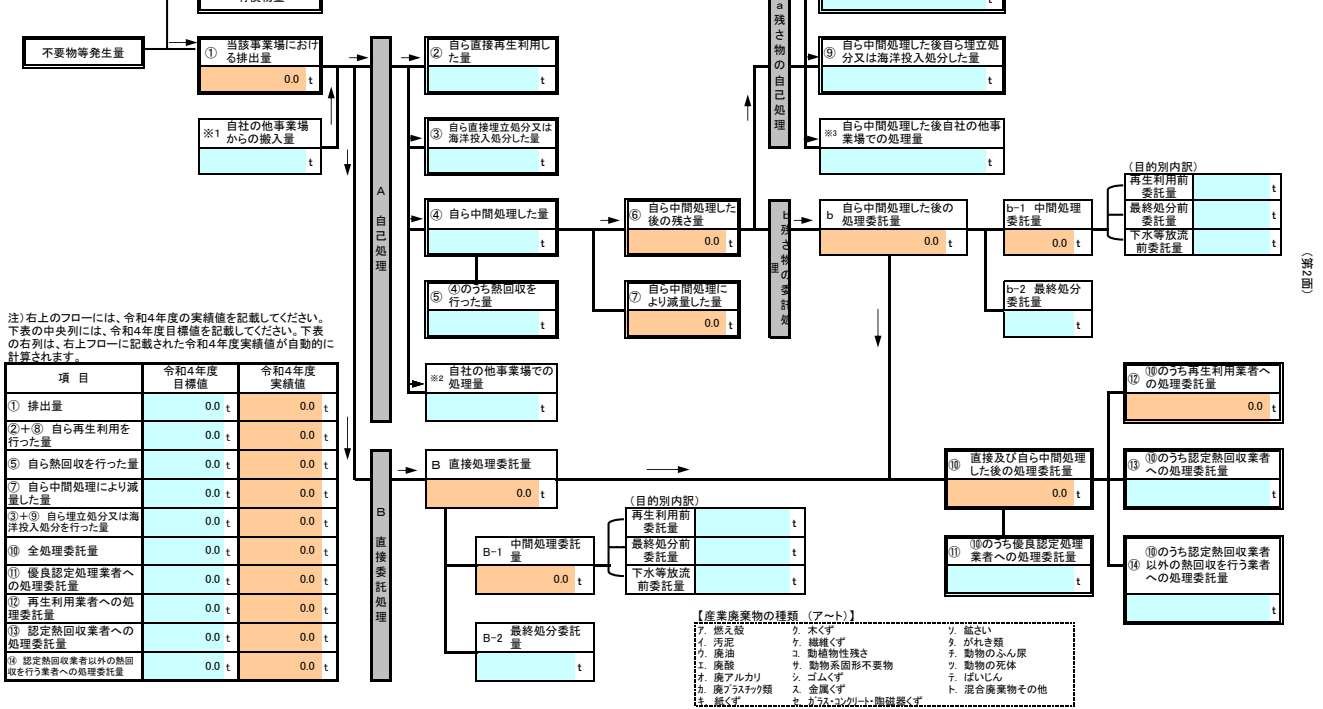 不要物等発生量
① 当該事業場におけ
る排出量
0.0 t
※1 自社の他事業場
からの搬入量
t
A 自己処理
② 自ら直接再生利用し
た量
t
③ 自ら直接埋立処分又は
海洋投入処分した量
t
④ 自ら中間処理した量
t
⑤ ④のうち熱回収を
行った量
t
※2 自社の他事業場での
処理量
t
⑥ 自ら中間処理した
後の残さ量
0.0 t
⑦ 自ら中間処理に
より減量した量
0.0 t
a 残さ物の自己処理
t
⑨ 自ら中間処理した後自ら埋立処
分又は海洋投入処分した量
t
※3 自ら中間処理した後自社の他事
業場での処理量
t
b 残さ物の委託処理
b 自ら中間処理した後の
処理委託量
0.0 t
b-1 中間処理
委託量
0.0 t
b-2 最終処分
委託量
t
(目的別内訳)
再生利用前
委託量
t
最終処分前
委託量
t
下水等放流
前委託量
t
(第2面)
注)右上のフローには、令和4年度の実績値を記載してください。
下表の中央列には、令和4年度目標値を記載してください。下表
の右列は、右上フローに記載された令和4年度実績値が自動的に
計算されます。
項 目 令和4年度
目標値 令和4年度
実績値
① 排出量 0.0 t 0.0 t
②+⑧ 自ら再生利用を
行った量 0.0 t 0.0 t
⑤ 自ら熱回収を行った量 0.0 t 0.0 t
⑦ 自ら中間処理により減
量した量 0.0 t 0.0 t
③+⑨ 自ら埋立処分又は海
洋投入処分を行った量 0.0 t 0.0 t
⑩ 全処理委託量 0.0 t 0.0 t
⑪ 優良認定処理業者へ
の処理委託量 0.0 t 0.0 t
⑫ 再生利用業者への処
理委託量 0.0 t 0.0 t
⑬ 認定熱回収業者への
処理委託量 0.0 t 0.0 t
⑭ 認定熱回収業者以外の熱回
収を行う業者への処理委託量 0.0 t 0.0 t
B 直接委託処理
B 直接処理委託量
0.0 t
B-1 中間処理委託
量
0.0 t
B-2 最終処分委託
量
t
(目的別内訳)
再生利用前
委託量
t
最終処分前
委託量
t
下水等放流
前委託量
t
⑩ 直接及び自ら中間処理
した後の処理委託量
0.0 t
⑪ ⑩のうち優良認定処理
業者への処理委託量
t
⑫ ⑩のうち再生利用業者へ
の処理委託量
0.0 t
⑬ ⑩のうち認定熱回収業者
への処理委託量
t
⑭ ⑩のうち認定熱回収業者
以外の熱回収を行う業者
への処理委託量
t
【産業廃棄物の種類 (ア~ト)】
ア. 燃え殻 ク. 木くず ソ. 鉱さい
イ. 汚泥 ケ. 繊維くず タ. がれき類
ウ. 廃油 コ. 動植物性残さ チ. 動物のふん尿
エ. 廃酸 サ. 動物系固形不要物 ツ. 動物の死体
オ. 廃アルカリ シ. ゴムくず テ. ばいじん
カ. 廃プラスチック類 ス. 金属くず ト. 混合廃棄物その他
キ. 紙くず セ. ガラス・コンクリート・陶磁器くず